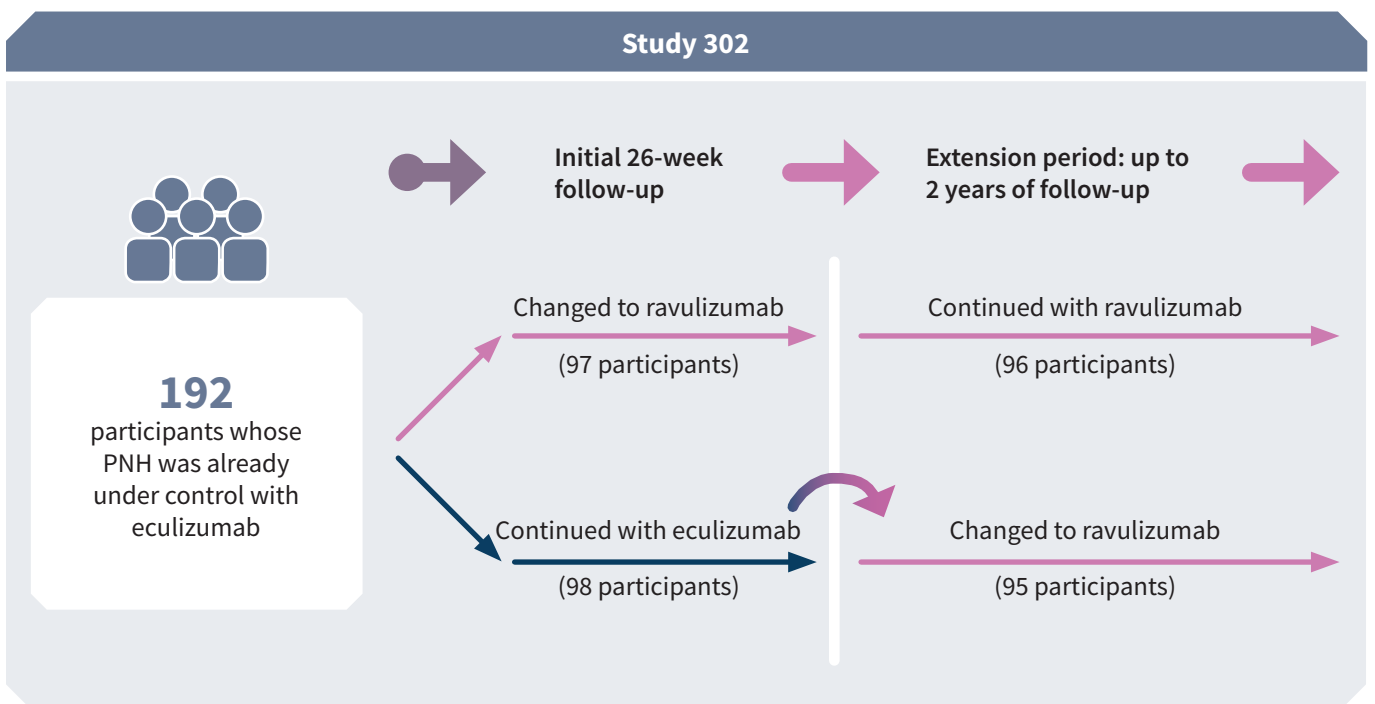 Study 302
Initial 26-week
follow-up
Extension period: up to
2 years of follow-up
192
participants whose
PNH was already
under control with
eculizumab
Changed to ravulizumab
(97 participants)
Continued with ravulizumab
(96 participants)
Continued with eculizumab
(98 participants)
Changed to ravulizumab
(95 participants)